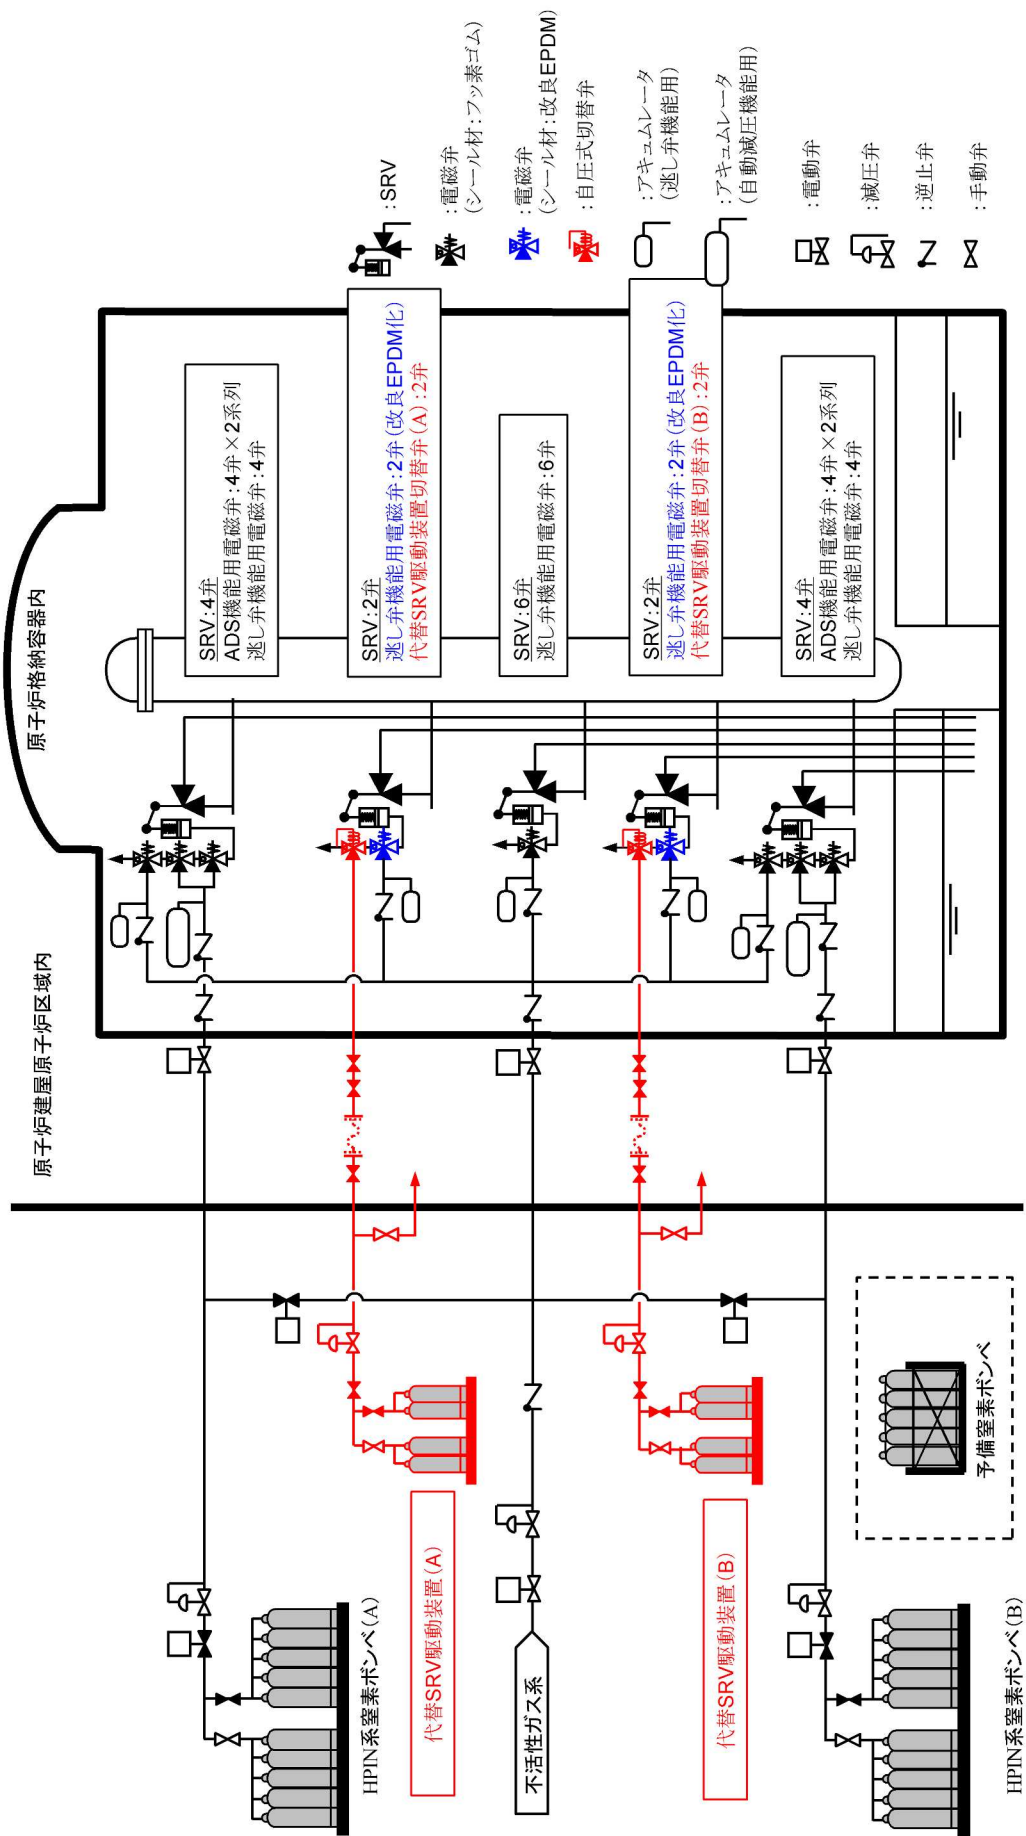 原子炉建屋原子炉区域内
原子炉格納容器内
HPIN系窒素ボンベ(A)
代替SRV駆動装置(A)
不活性ガス系
代替SRV駆動装置(B)
HPIN系窒素ボンベ(B)
予備窒素ボンベ
SRV:4弁
ADS機能用電磁弁:4弁×2系列
逃し弁機能用電磁弁:4弁
SRV:2弁
逃し弁機能用電磁弁:2弁(改良EPDM化)
代替SRV駆動装置切替弁(A):2弁
SRV:6弁
逃し弁機能用電磁弁:6弁
SRV:2弁
逃し弁機能用電磁弁:2弁(改良EPDM化)
代替SRV駆動装置切替弁(B):2弁
SRV:4弁
ADS機能用電磁弁:4弁×2系列
逃し弁機能用電磁弁:4弁
:SRV
:電磁弁
(シール材:フッ素ゴム)
:電磁弁
(シール材:改良EPDM)
:自圧式切替弁
:アキュムレータ
(逃し弁機能用)
:アキュムレータ
(自動減圧機能用)
:電動弁
:減圧弁
:逆止弁
:手動弁